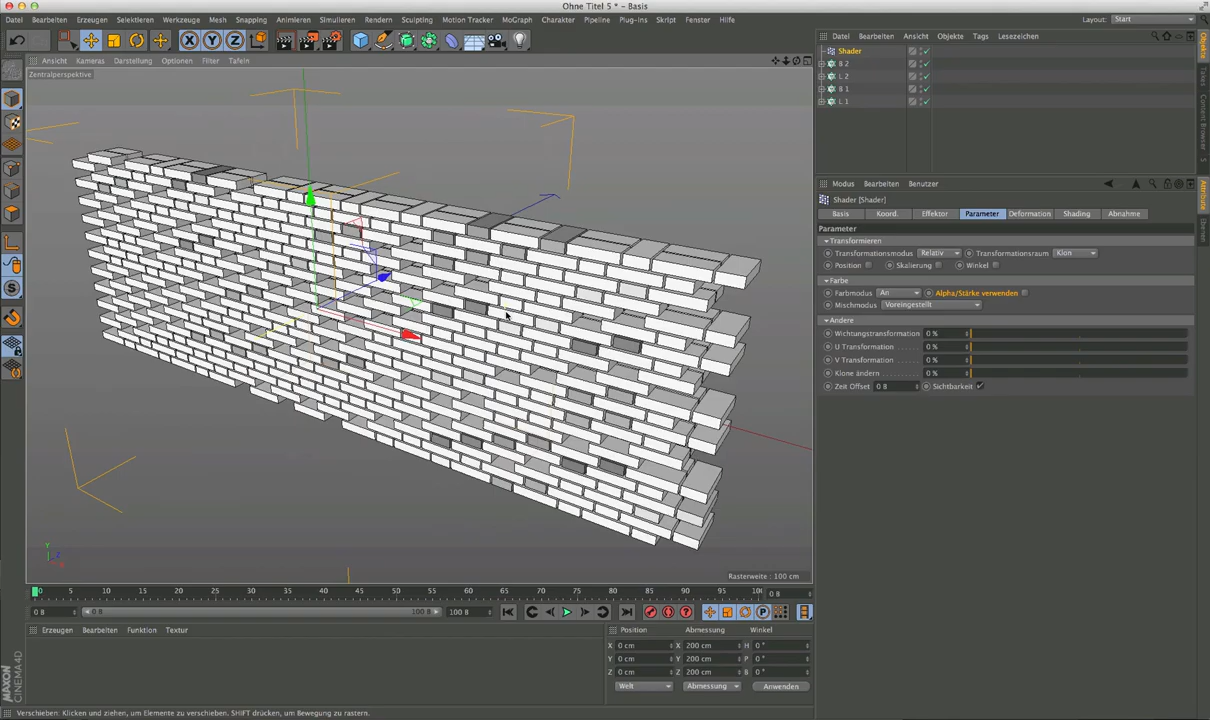 Ohne Titel 5 * - Basis
Datei Bearbeiten Erzeugen Selektieren Werkzeuge Mesh Snapping Animieren Simulieren Rendern Sculpting Motion Tracker MoGraph Charakter Pipeline Plug-ins Skript Fenster Hilfe
Layout: Start
X Y Z
Ansicht Kameras Darstellung Optionen Filter Tafeln
Zentralperspektive
Datei Bearbeiten Ansicht Objekte Tags Lesezeichen
Shader
B 2
L 2
B 1
L 1
Objekte
Takes
Content Browser
Attribute
Modus Bearbeiten Benutzer
Shader [Shader]
Basis Koord. Effektor Parameter Deformation Shading Abnahme
Parameter
Transformieren
Transformationsmodus Relativ Transformationsraum Klon
Position Skalierung Winkel
Farbe
Farbmodus An Alpha/Stärke verwenden
Mischmodus Voreingestellt
Andere
Wichtungstransformation 0 %
U Transformation 0 %
V Transformation 0 %
Klone ändern 0 %
Zeit Offset 0 B Sichtbarkeit
Y
Z
X
Rasterweite : 100 cm
0 5 10 15 20 25 30 35 40 45 50 55 60 65 70 75 80 85 90 95 100 0 B
0 B 0 B 100 B 100 B
P
Erzeugen Bearbeiten Funktion Textur
Position Abmessung Winkel
X 0 cm X 200 cm H 0 °
Y 0 cm Y 200 cm P 0 °
Z 0 cm Z 200 cm B 0 °
Welt Abmessung Anwenden
MAXON
CINEMA4D
Verschieben: Klicken und ziehen, um Elemente zu verschieben. SHIFT drücken, um Bewegung zu rastern.